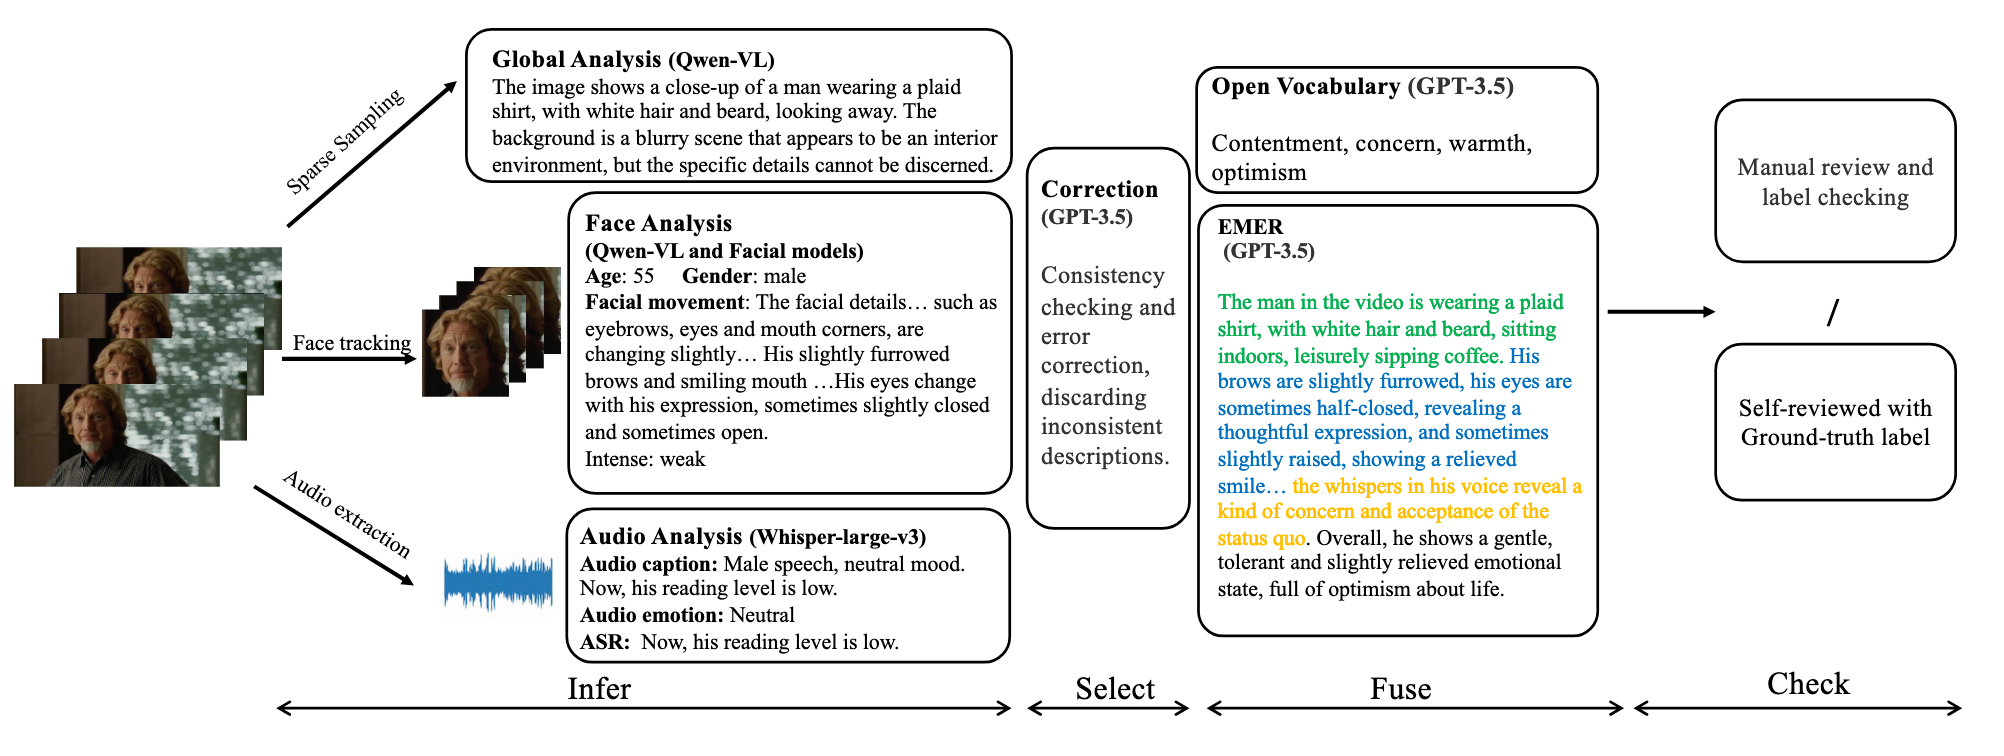 Sparse Sampling
Face tracking
Audio extraction
Global Analysis (Qwen-VL)
The image shows a close-up of a man wearing a plaid
shirt, with white hair and beard, looking away. The
background is a blurry scene that appears to be an interior
environment, but the specific details cannot be discerned.
Face Analysis
(Qwen-VL and Facial models)
Age: 55 Gender: male
Facial movement: The facial details… such as
eyebrows, eyes and mouth corners, are
changing slightly… His slightly furrowed
brows and smiling mouth …His eyes change
with his expression, sometimes slightly closed
and sometimes open.
Intense: weak
Audio Analysis (Whisper-large-v3)
Audio caption: Male speech, neutral mood.
Now, his reading level is low.
Audio emotion: Neutral
ASR: Now, his reading level is low.
Correction
(GPT-3.5)
Consistency
checking and
error
correction,
discarding
inconsistent
descriptions.
Open Vocabulary (GPT-3.5)
Contentment, concern, warmth,
optimism
EMER
(GPT-3.5)
The man in the video is wearing a plaid
shirt, with white hair and beard, sitting
indoors, leisurely sipping coffee. His
brows are slightly furrowed, his eyes are
sometimes half-closed, revealing a
thoughtful expression, and sometimes
slightly raised, showing a relieved
smile… the whispers in his voice reveal a
kind of concern and acceptance of the
status quo. Overall, he shows a gentle,
tolerant and slightly relieved emotional
state, full of optimism about life.
Manual review and
label checking
/
Self-reviewed with
Ground-truth label
Infer
Select
Fuse
Check